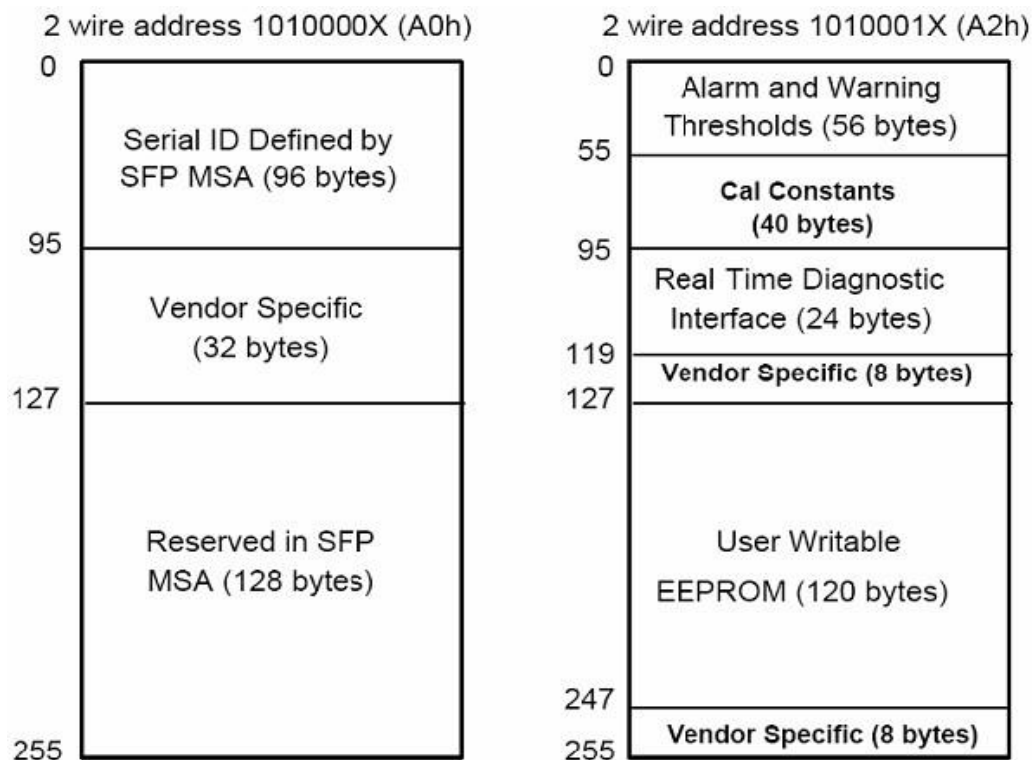 2 wire address 1010000X (A0h)
0
Serial ID Defined by
SFP MSA (96 bytes)
95
Vendor Specific
(32 bytes)
127
Reserved in SFP
MSA (128 bytes)
255
2 wire address 1010001X (A2h)
0
Alarm and Warning
Thresholds (56 bytes)
55
Cal Constants
(40 bytes)
95
Real Time Diagnostic
Interface (24 bytes)
119
Vendor Specific (8 bytes)
127
User Writable
EEPROM (120 bytes)
247
Vendor Specific (8 bytes)
255